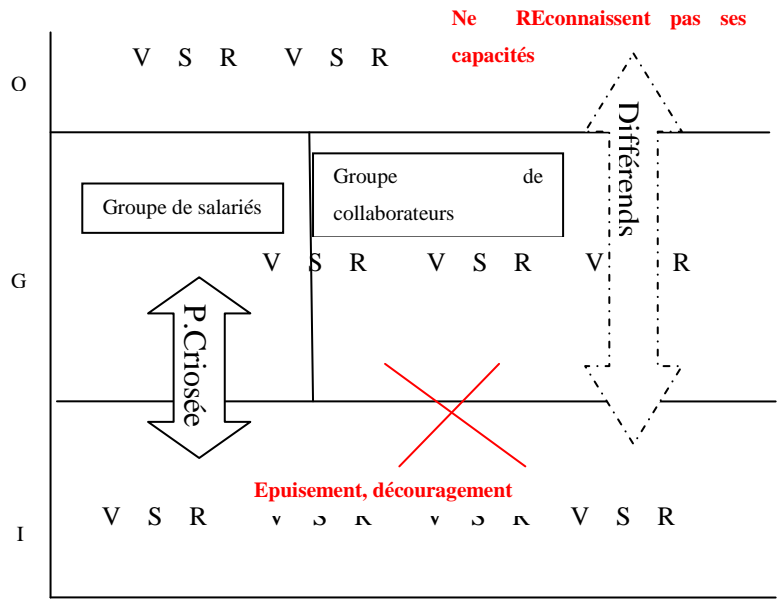 Ne REconnaissent pas ses
capacités
V S R V S R
O
Différends
Groupe de salariés
Groupe de
collaborateurs
V S R V S R V R
G
P.Criosée
Epuisement, découragement
V S R V S R V S R V S R
I